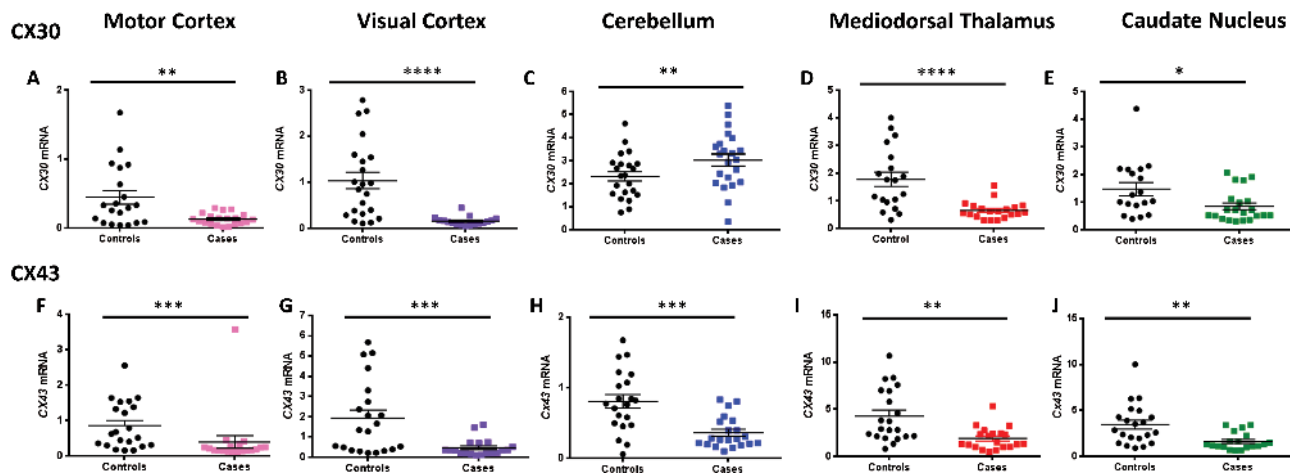 Motor Cortex Visual Cortex Cerebellum Mediodorsal Thalamus Caudate Nucleus
CX30
A ** B **** C ** D **** E *
CX30 mRNA CX30 mRNA CX30 mRNA CX30 mRNA CX30 mRNA
2 3 6 5 5
4 4
2 4 3 3
1 1 2 2 2
1 1
0 0 0 0 0
Controls Cases Controls Cases Controls Cases Control Cases Controls Cases
CX43
F *** G *** H *** I ** J **
CX43 mRNA CX43 mRNA Cx43 mRNA Cx43 mRNA Cx43 mRNA
4 7 2 15 15
6
3 5 10 10
2 4 1
3
1 2 5 5
1
0 0 0 0 0
Controls Cases Controls Cases Controls Cases Controls Cases Controls Cases